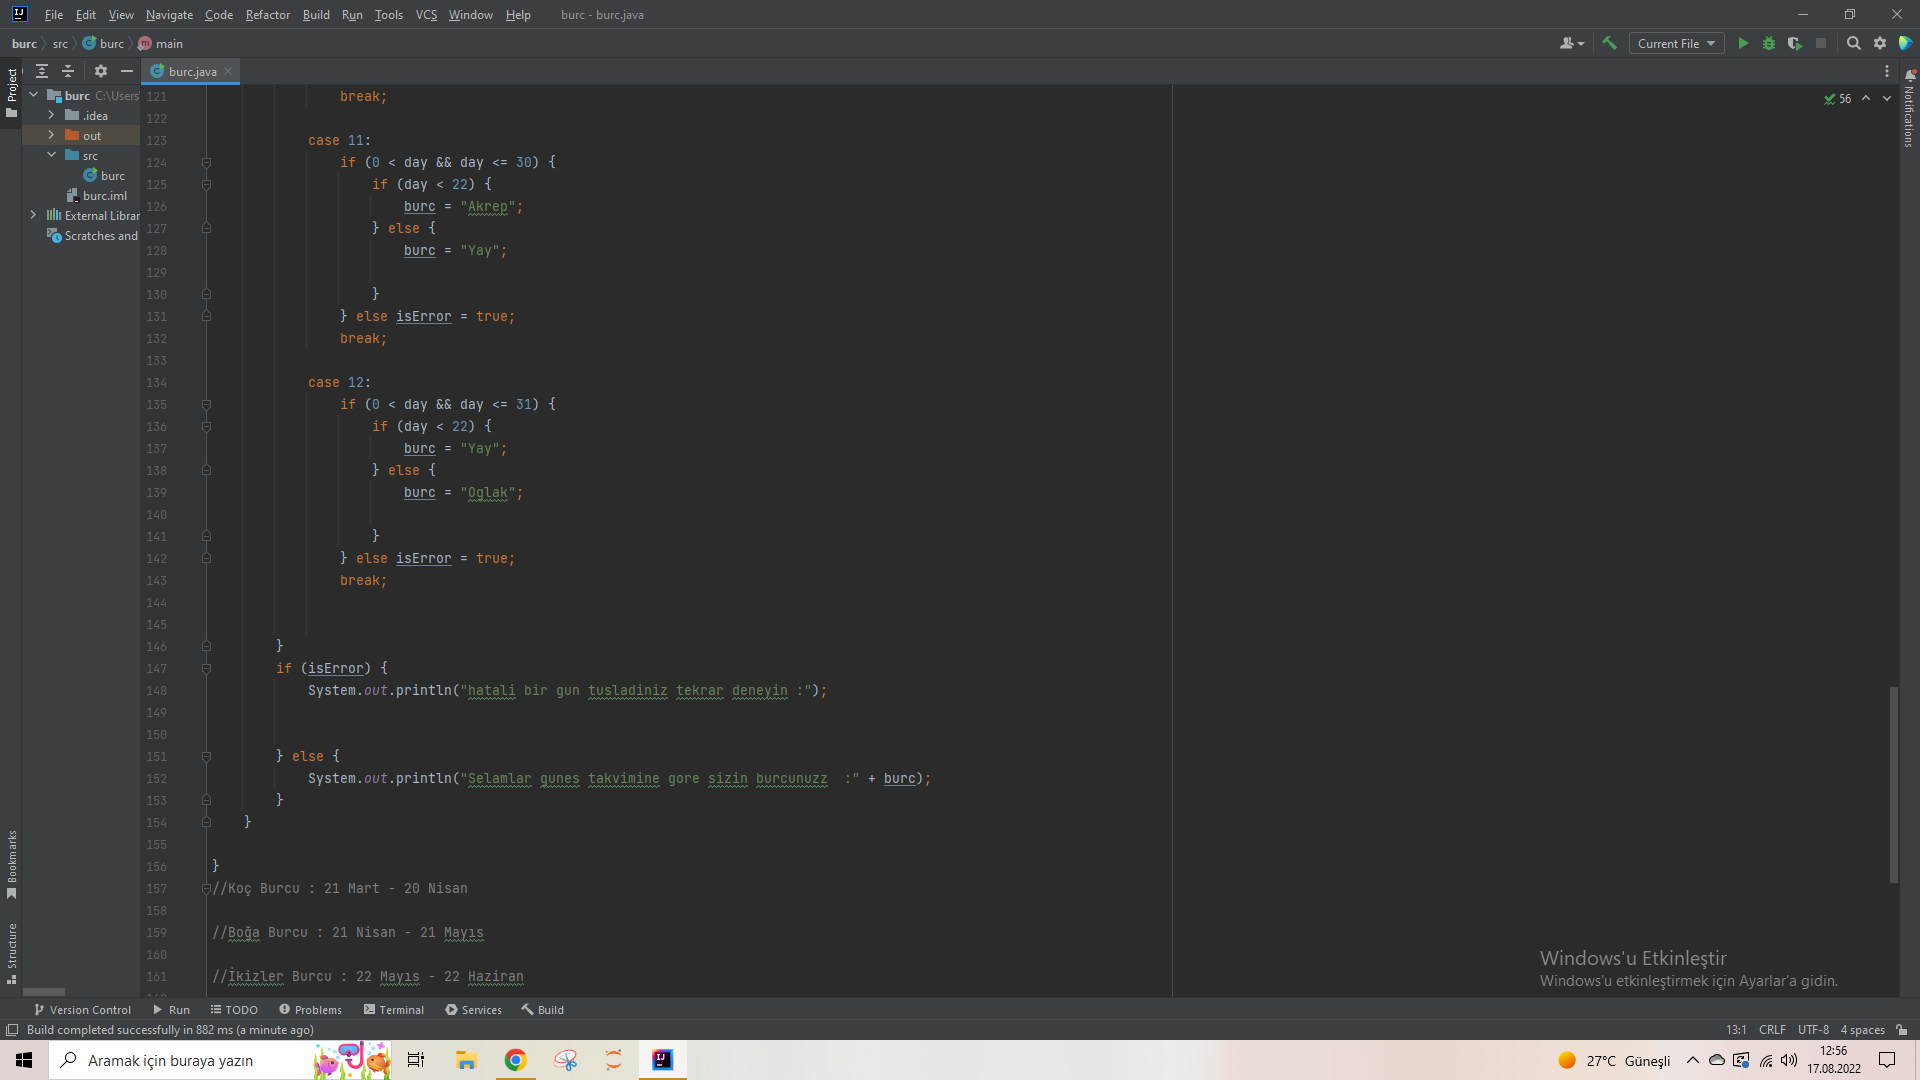 File Edit View Navigate Code Refactor Build Run Tools VCS Window Help burc - burc.java
burc src burc main Current File
Project burc.java
burc C:\Users
.idea
out
src
burc
burc.iml
External Librar
Scratches and
56
Notifications
121 break;
122
123 case 11:
124 if (0 < day && day <= 30) {
125 if (day < 22) {
126 burc = "Akrep";
127 } else {
128 burc = "Yay";
129
130 }
131 } else isError = true;
132 break;
133
134 case 12:
135 if (0 < day && day <= 31) {
136 if (day < 22) {
137 burc = "Yay";
138 } else {
139 burc = "Oglak";
140
141 }
142 } else isError = true;
143 break;
144
145
146 }
147 if (isError) {
148 System.out.println("hatali bir gun tusladiniz tekrar deneyin :");
149
150
151 } else {
152 System.out.println("Selamlar gunes takvimine gore sizin burcunuzz  :" + burc);
153 }
154 }
155
156 }
157 //Koç Burcu : 21 Mart - 20 Nisan
158
159 //Boğa Burcu : 21 Nisan - 21 Mayıs
160
161 //İkizler Burcu : 22 Mayıs - 22 Haziran
Bookmarks
Structure
Windows'u Etkinleştir
Windows'u etkinleştirmek için Ayarlar'a gidin.
Version Control Run TODO Problems Terminal Services Build
Build completed successfully in 882 ms (a minute ago) 13:1 CRLF UTF-8 4 spaces
Aramak için buraya yazın 27°C Güneşli 12:56
17.08.2022